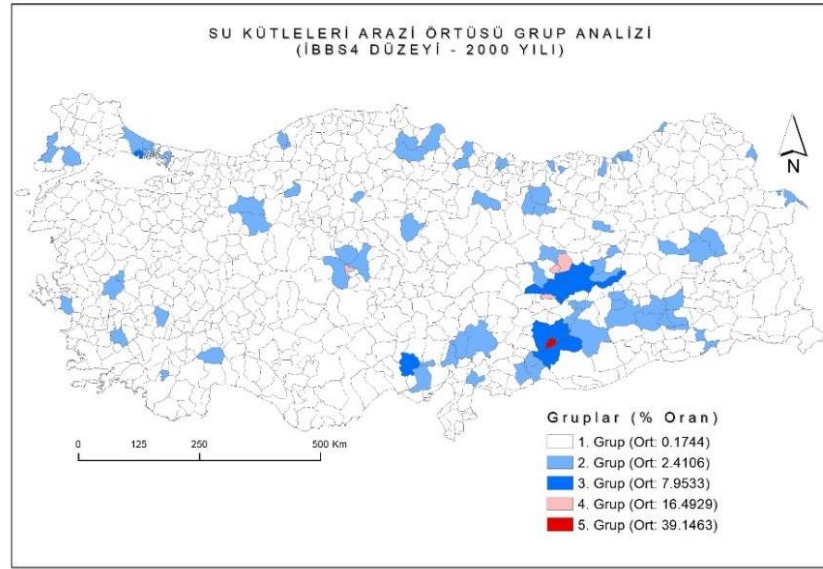 SU KÜTLELERİ ARAZİ ÖRTÜSÜ GRUP ANALİZİ
(İBBS4 DÜZEYİ - 2000 YILI)
N
Gruplar (% Oran)
1. Grup (Ort: 0.1744)
2. Grup (Ort: 2.4106)
3. Grup (Ort: 7.9533)
4. Grup (Ort: 16.4929)
5. Grup (Ort: 39.1463)
0 125 250 500 Km